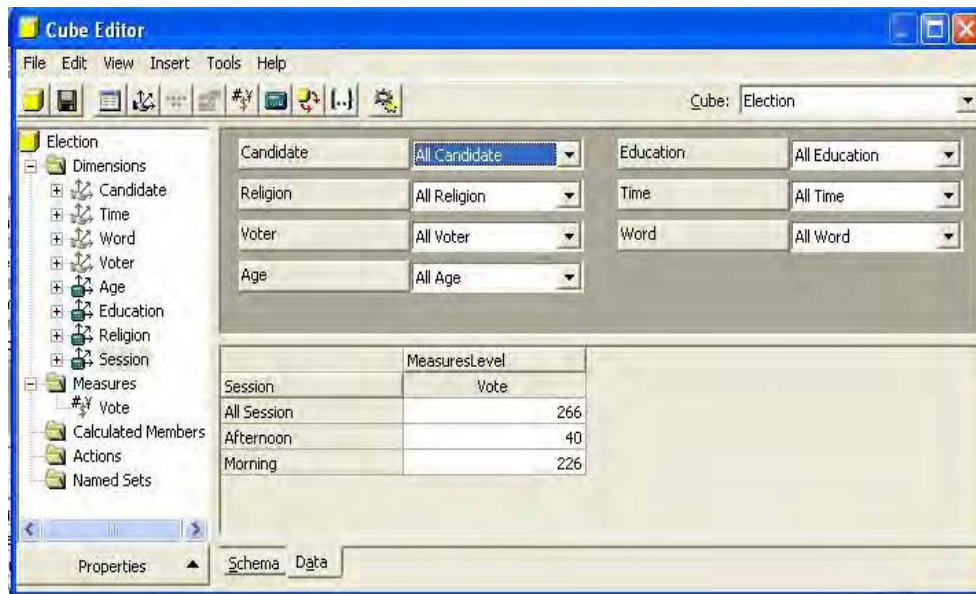 Cube Editor
File Edit View Insert Tools Help
Cube: Election
Election
Dimensions
Candidate
Time
Word
Voter
Age
Education
Religion
Session
Measures
Vote
Calculated Members
Actions
Named Sets
Properties
Candidate All Candidate Education All Education
Religion All Religion Time All Time
Voter All Voter Word All Word
Age All Age
MeasuresLevel
Session Vote
All Session 266
Afternoon 40
Morning 226
Schema Data